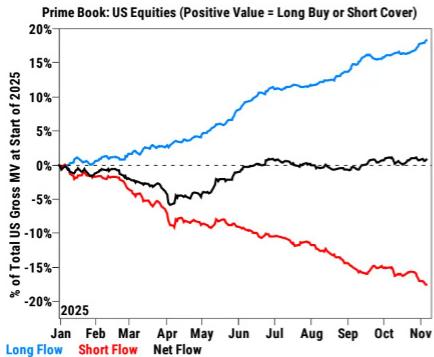 Prime Book: US Equities (Positive Value = Long Buy or Short Cover)
% of Total US Gross MV at Start of 2025
20%
15%
10%
5%
0%
-5%
-10%
-15%
-20%
2025
Jan Feb Mar Apr May Jun Jul Aug Sep Oct Nov
Long Flow Short Flow Net Flow